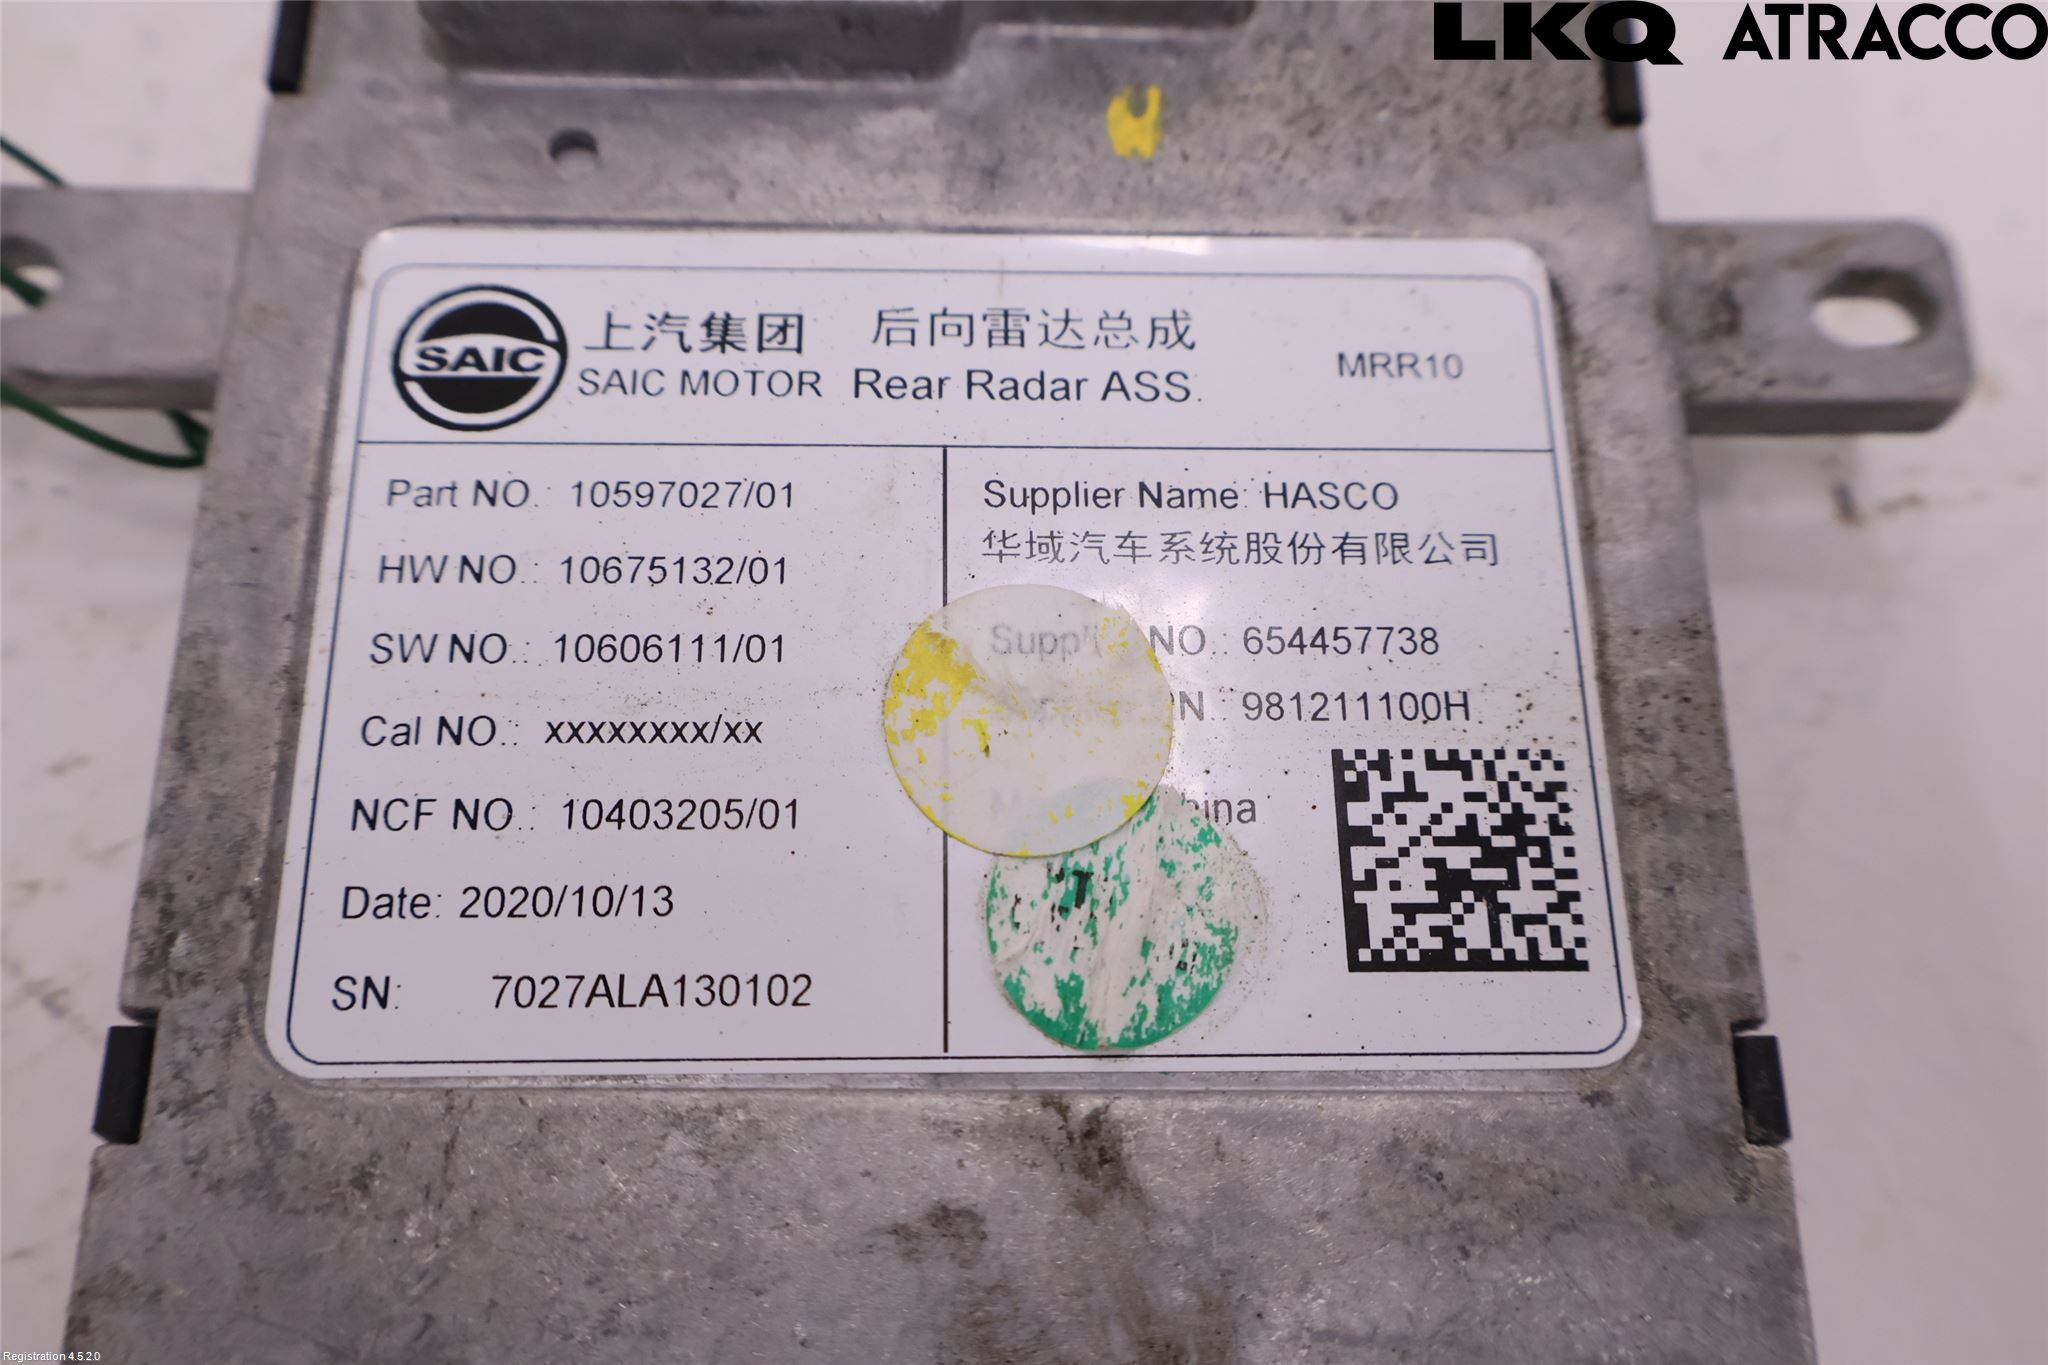 LKQ ATRACCO
SAIC
上汽集团 后向雷达总成
SAIC MOTOR Rear Radar ASS.
MRR10
Part NO.: 10597027/01
HW NO.: 10675132/01
SW NO.: 10606111/01
Cal NO.: xxxxxxxx/xx
NCF NO.: 10403205/01
Date: 2020/10/13
SN: 7027ALA130102
Supplier Name: HASCO
华域汽车系统股份有限公司
NO.: 654457738
981211100H
Registration 4.5.2.0